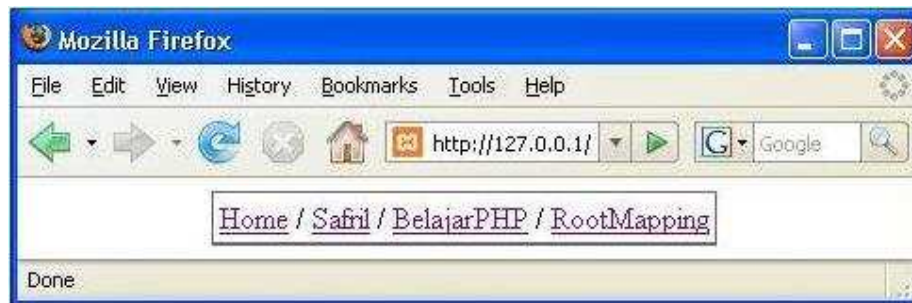 Mozilla Firefox
File Edit View History Bookmarks Tools Help
http://127.0.0.1/ G Google
Home / Safril / BelajarPHP / RootMapping
Done